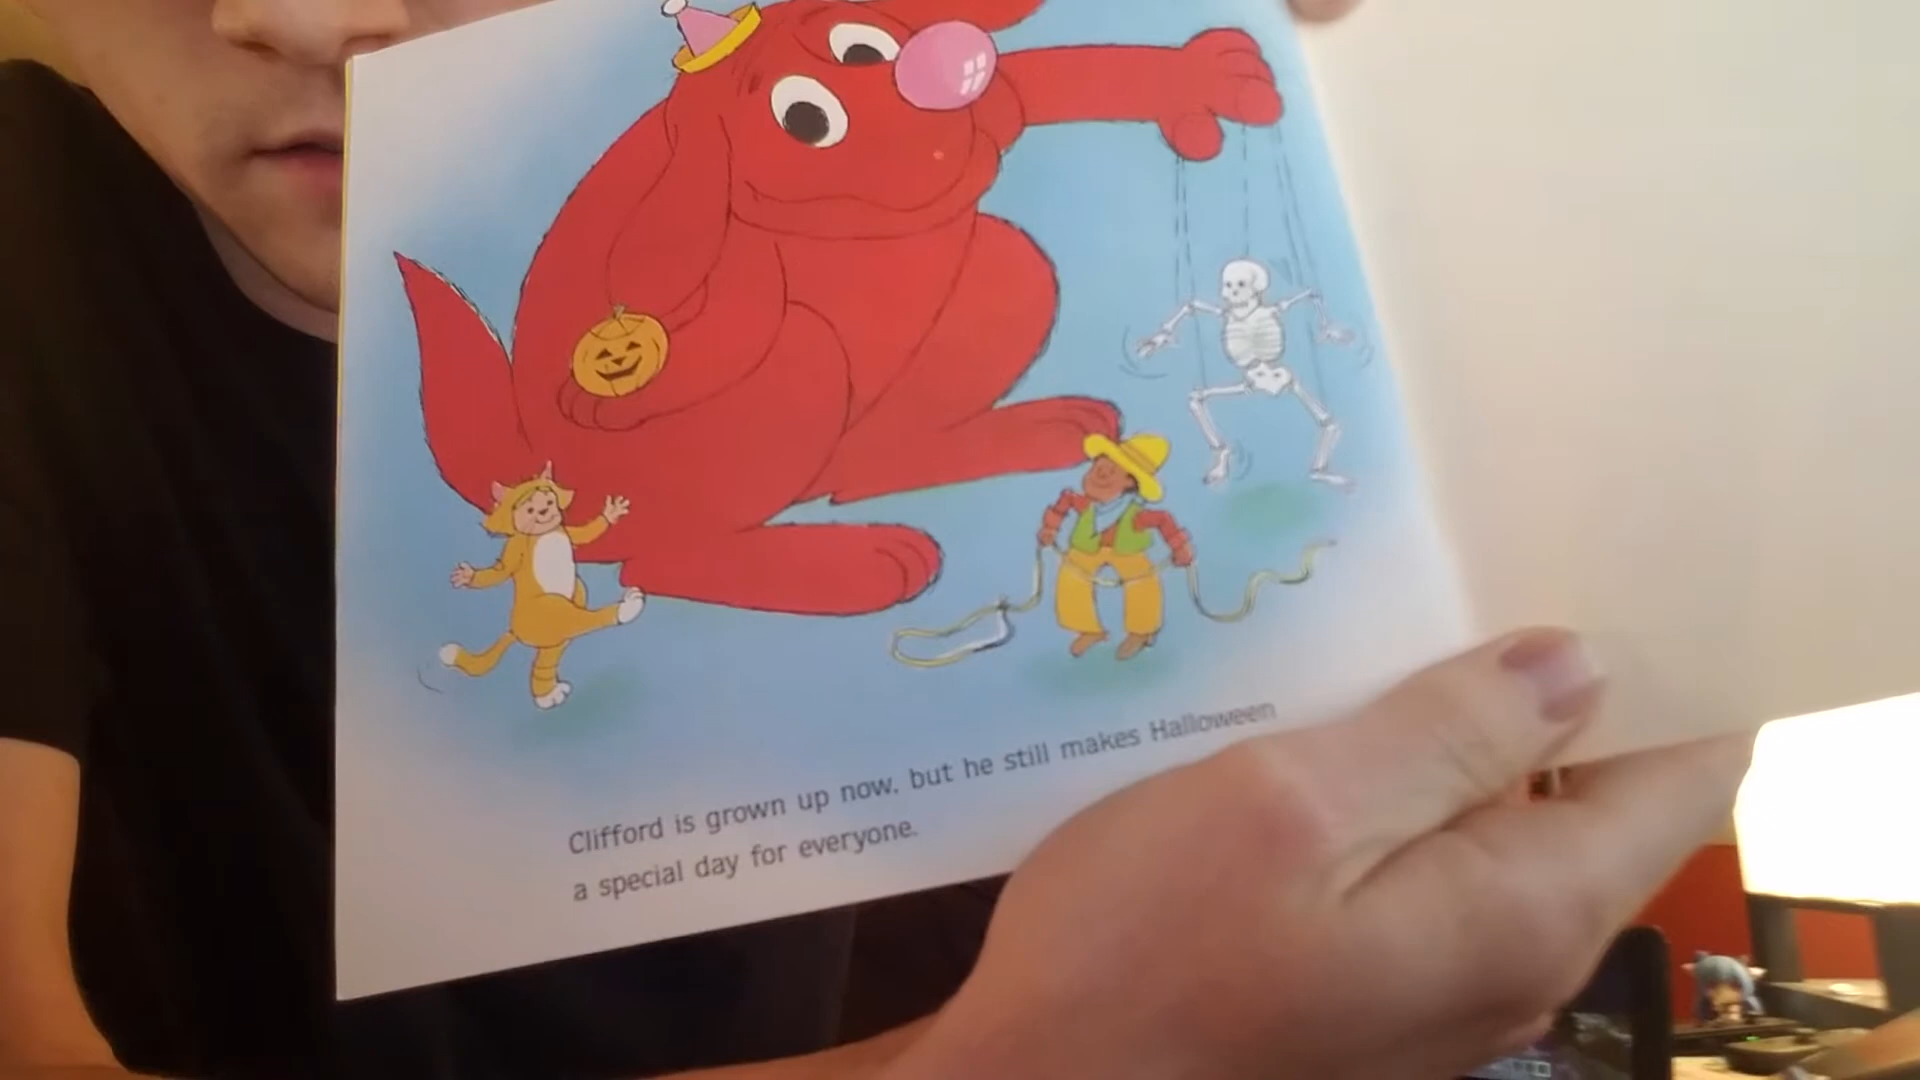 Clifford is grown up now, but he still makes Halloween
a special day for everyone.